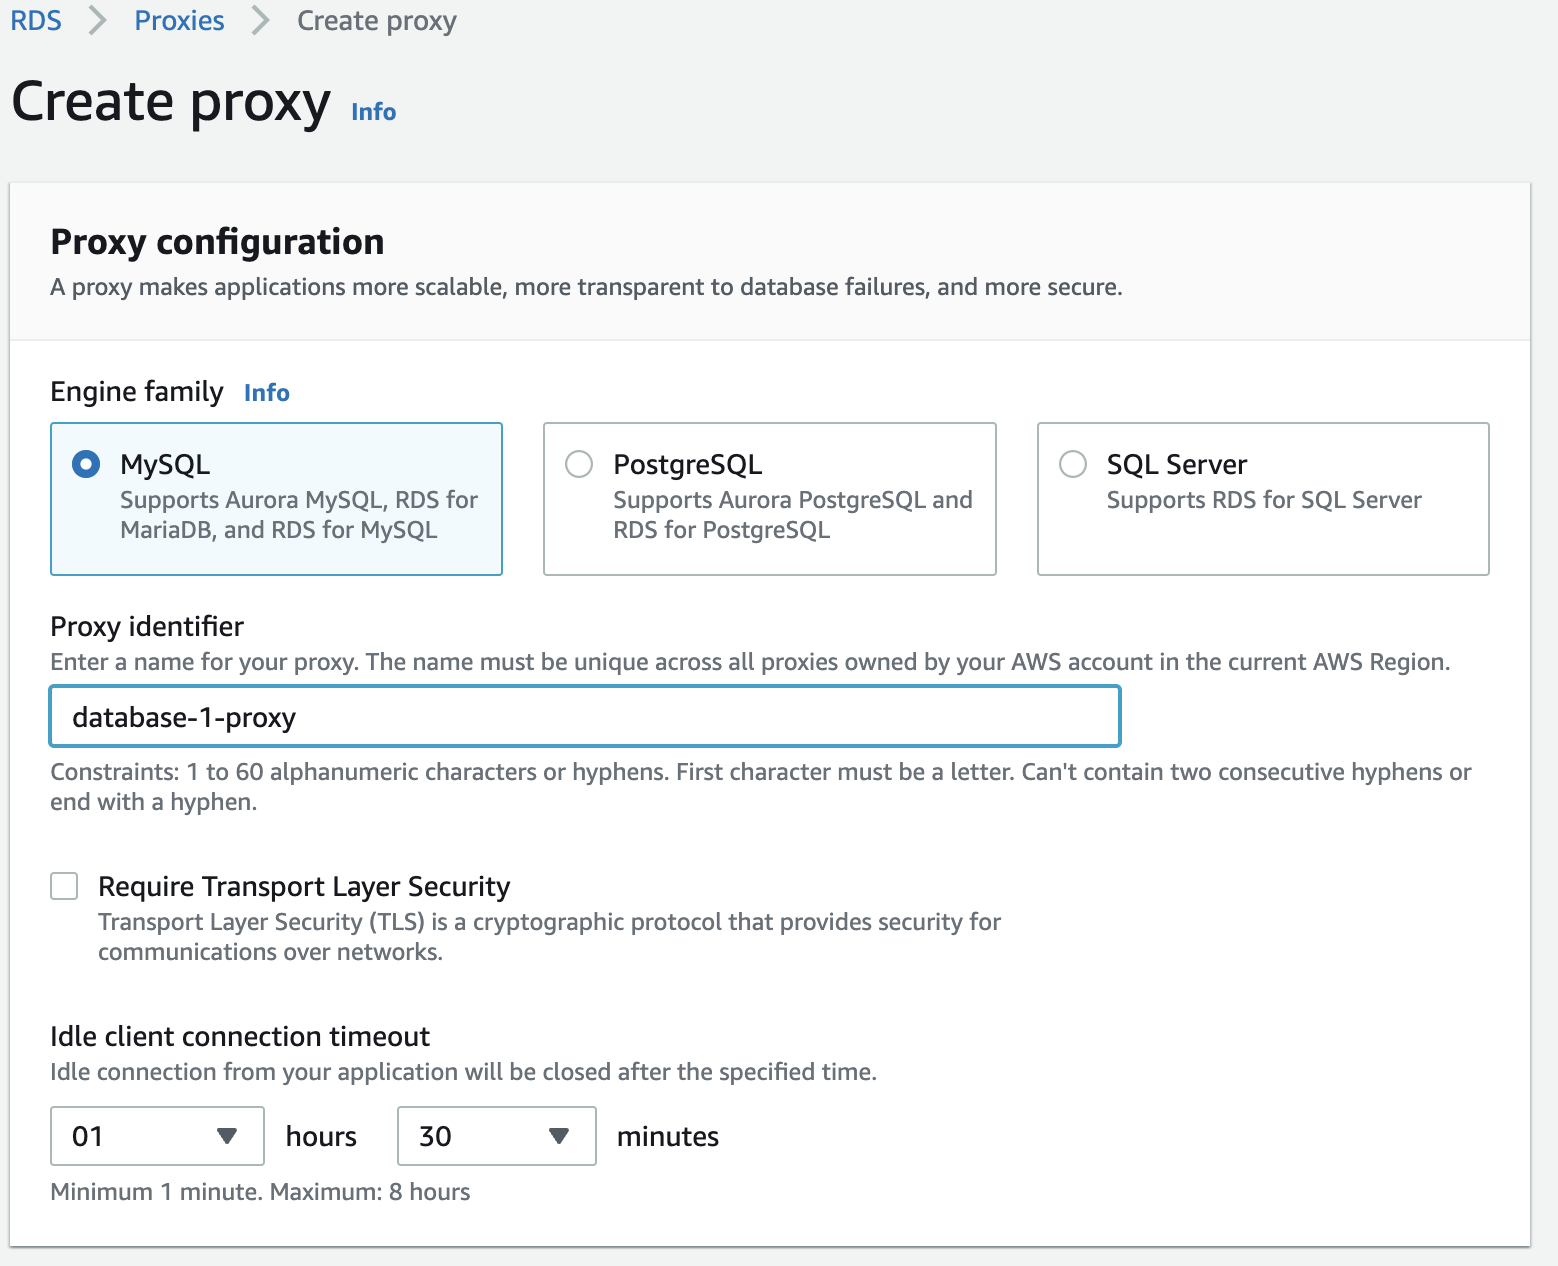 RDS > Proxies > Create proxy
Create proxy Info
Proxy configuration
A proxy makes applications more scalable, more transparent to database failures, and more secure.
Engine family Info
MySQL
Supports Aurora MySQL, RDS for
MariaDB, and RDS for MySQL
PostgreSQL
Supports Aurora PostgreSQL and
RDS for PostgreSQL
SQL Server
Supports RDS for SQL Server
Proxy identifier
Enter a name for your proxy. The name must be unique across all proxies owned by your AWS account in the current AWS Region.
database-1-proxy
Constraints: 1 to 60 alphanumeric characters or hyphens. First character must be a letter. Can't contain two consecutive hyphens or
end with a hyphen.
Require Transport Layer Security
Transport Layer Security (TLS) is a cryptographic protocol that provides security for
communications over networks.
Idle client connection timeout
Idle connection from your application will be closed after the specified time.
01 hours 30 minutes
Minimum 1 minute. Maximum: 8 hours